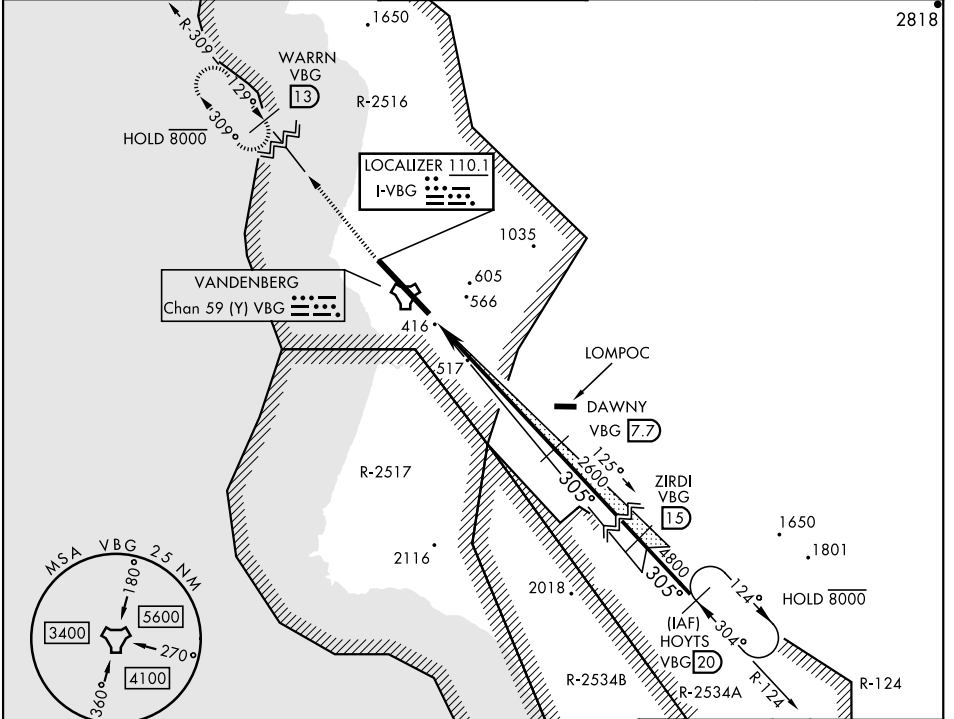 1650
2818
R-309
WARRN
VBG
13
129°
309°
R-2516
HOLD 8000
LOCALIZER 110.1
I-VBG
1035
605
566
VANDENBERG
Chan 59 (Y) VBG
416
517
LOMPOC
DAWNY
VBG 7.7
125°
2600
305°
R-2517
ZIRDI
VBG
15
1650
1801
2116
4800
305°
2018
124°
304°
HOLD 8000
(IAF)
HOYTS
VBG 20
R-124
R-2534B
R-2534A
R-124
MSA VBG 25 NM
180°
5600
3400
270°
4100
360°